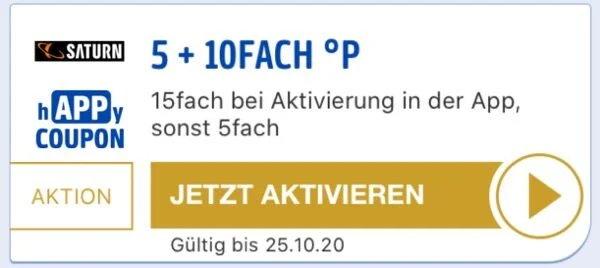 SATURN
5 + 10FACH °P
hAPPy
COUPON
15fach bei Aktivierung in der App,
sonst 5fach
AKTION
JETZT AKTIVIEREN
Gültig bis 25.10.20